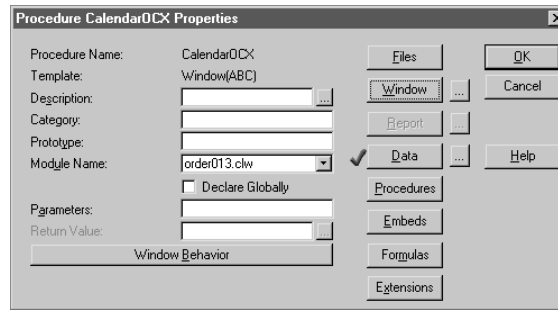 Procedure CalendarOCX Properties
Procedure Name: CalendarOCX
Template: Window(ABC)
Description: ...
Category:
Prototype:
Module Name: order013.clw
Declare Globally
Parameters:
Return Value: ...
Window Behavior
Files
Window ...
Report ...
Data ...
Procedures
Embeds
Formulas
Extensions
OK
Cancel
Help